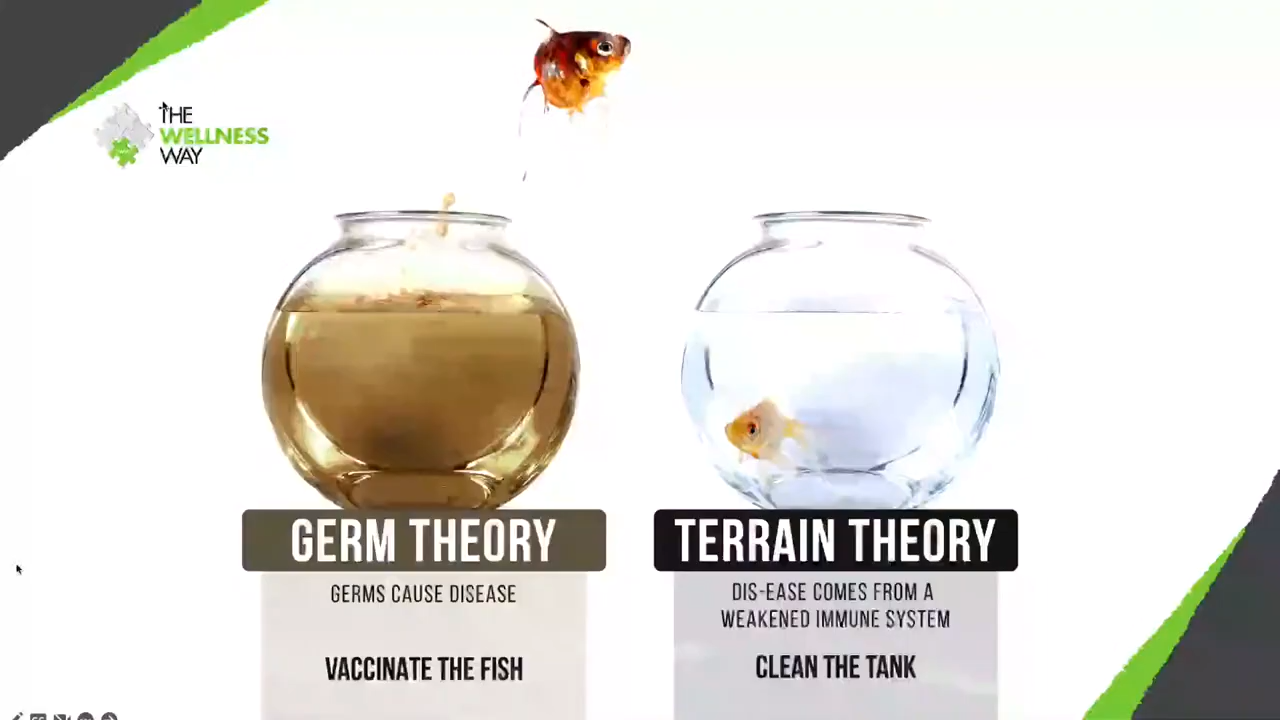 THE
WELLNESS
WAY
GERM THEORY
TERRAIN THEORY
GERMS CAUSE DISEASE
DIS-EASE COMES FROM A
WEAKENED IMMUNE SYSTEM
VACCINATE THE FISH
CLEAN THE TANK